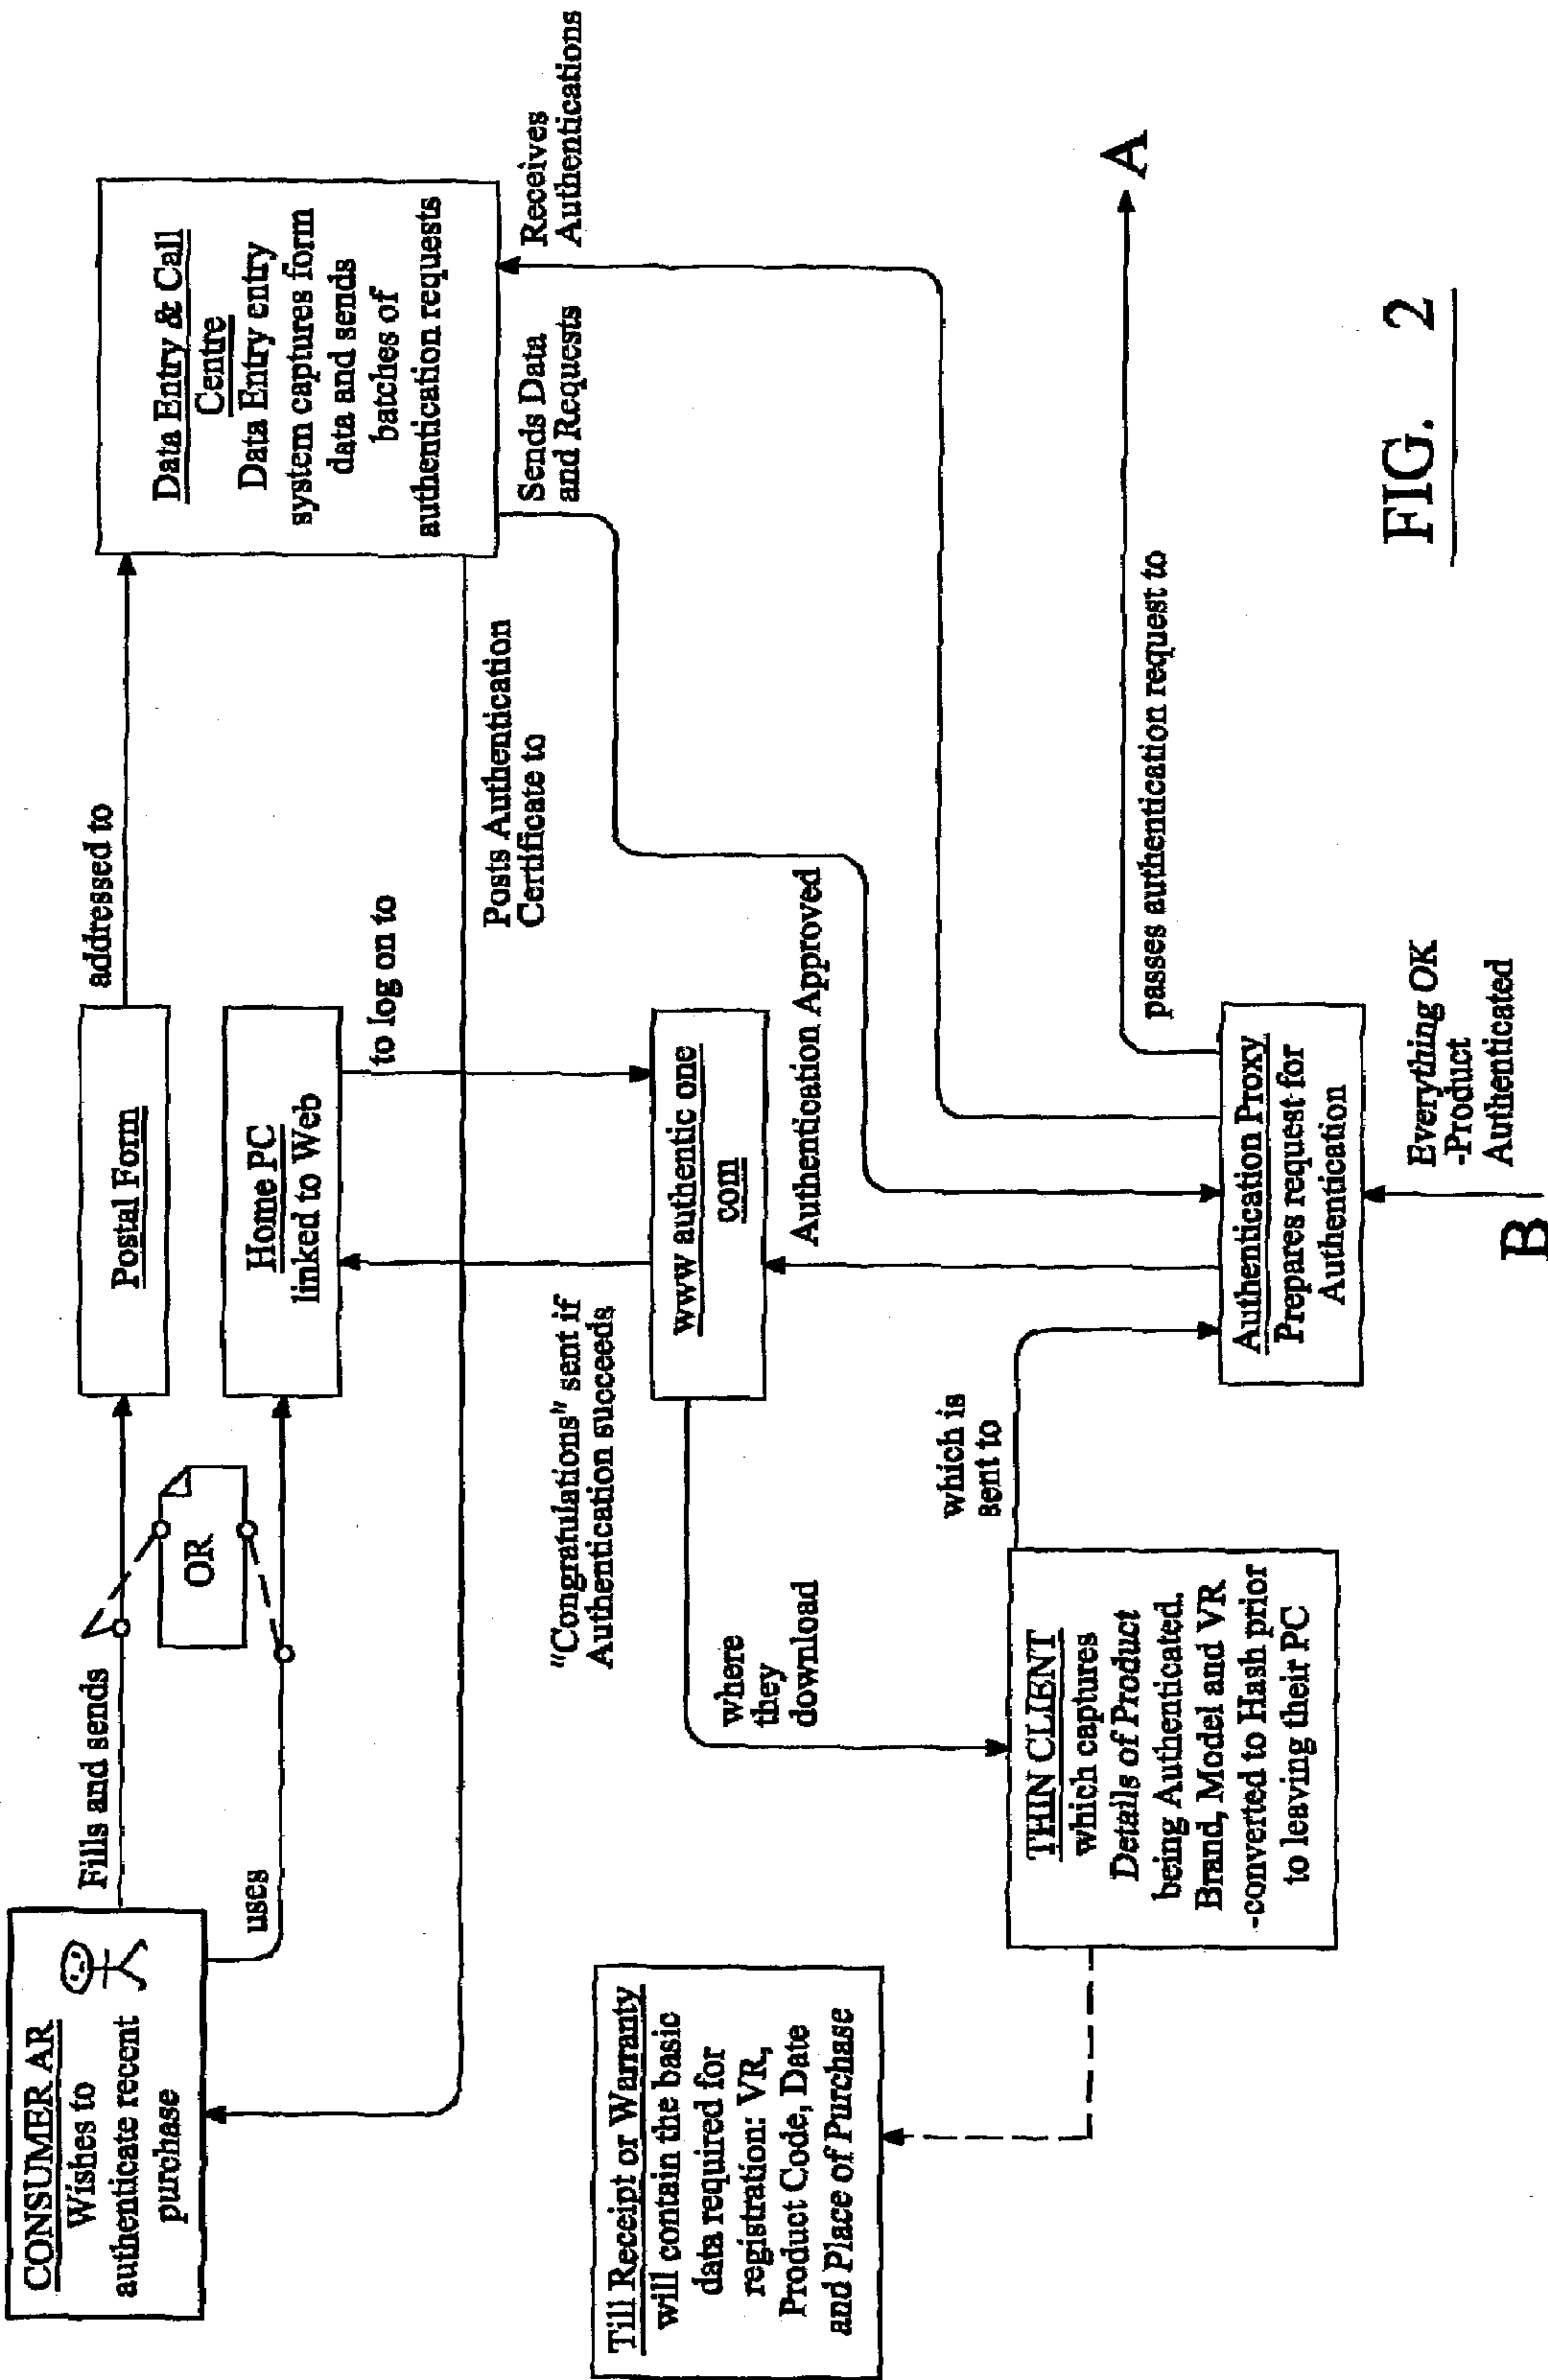 CONSUMER AR
Wishes to
authenticate recent
purchase
Fills and sends
uses
OR
Postal Form
addressed to
Home PC
linked to Web
to log on to
Data Entry & Call
Centre
Data Entry entry
system captures form
data and sends
batches of
authentication requests
Posts Authentication
Certificate to
Sends Data
and Requests
Receives
Authentications
"Congratulations" sent if
Authentication succeeds
www authentic one
com
Authentication Approved
where
they
download
Till Receipt or Warranty
will contain the basic
data required for
registration: VR,
Product Code, Date
and Place of Purchase
THIN CLIENT
which captures
Details of Product
being Authenticated.
Brand, Model and VR
-converted to Hash prior
to leaving their PC
which is
sent to
Authentication Proxy
Prepares request for
Authentication
passes authentication request to
A
Everything OK
-Product
Authenticated
B
FIG. 2